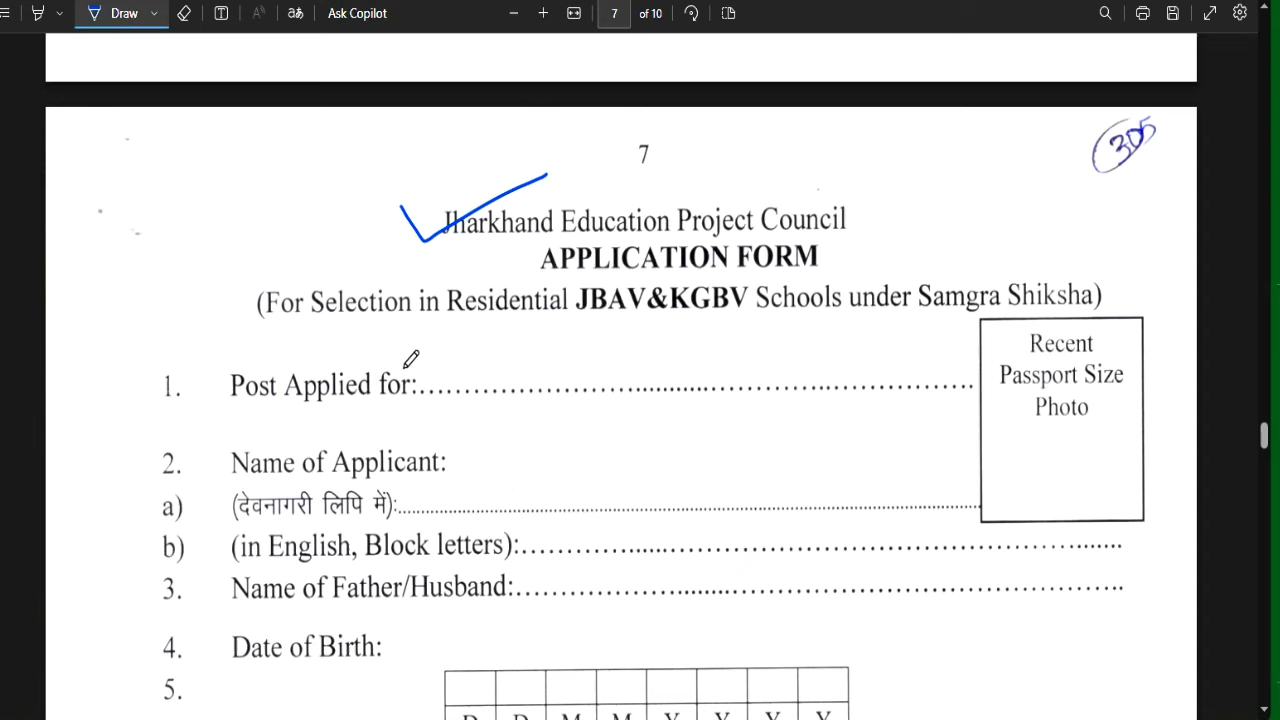 Draw
Ask Copilot
7 of 10
7
305
Jharkhand Education Project Council
APPLICATION FORM
(For Selection in Residential JBAV&KGBV Schools under Samgra Shiksha)
Recent
Passport Size
Photo
1. Post Applied for:................................................
2. Name of Applicant:
a) (देवनागरी लिपि में):................................................
b) (in English, Block letters):................................................
3. Name of Father/Husband:................................................
4. Date of Birth:
5.
D D M M Y Y Y Y